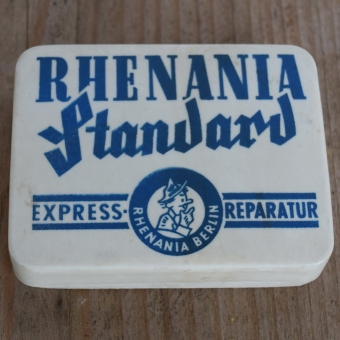 RHENANIA
Standard
EXPRESS-REPARATUR
RHENANIA BERLIN